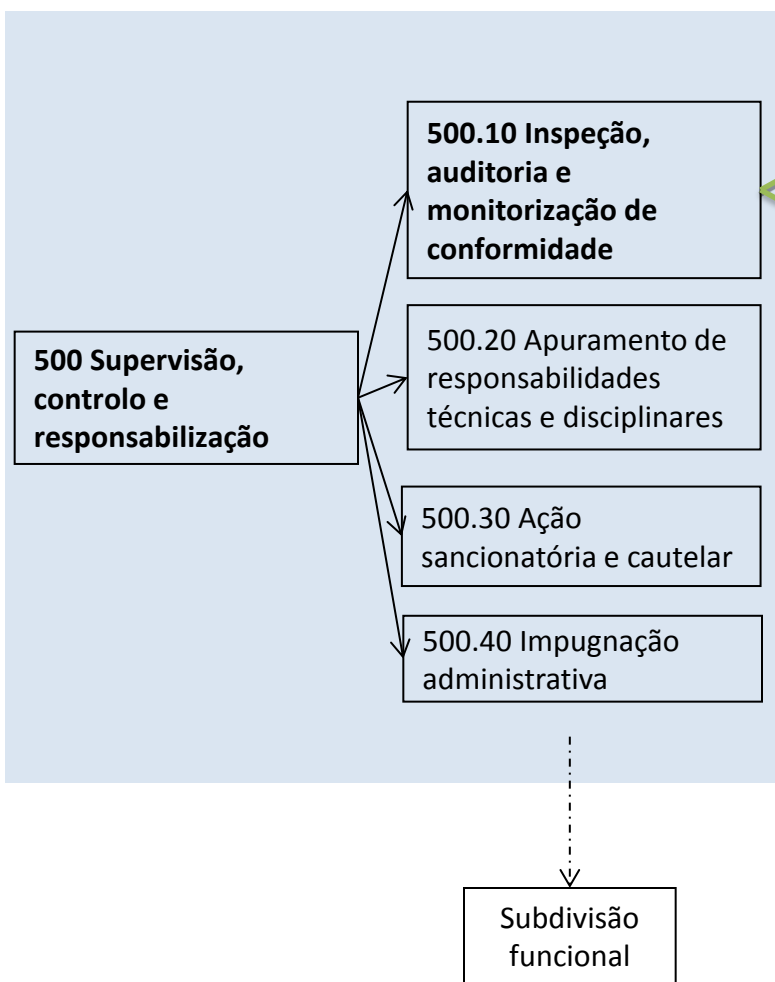 500.10 Inspeção,
auditoria e
monitorização de
conformidade
500 Supervisão,
controlo e
responsabilização
500.20 Apuramento de
responsabilidades
técnicas e disciplinares
500.30 Ação
sancionatória e cautelar
500.40 Impugnação
administrativa
Subdivisão
funcional